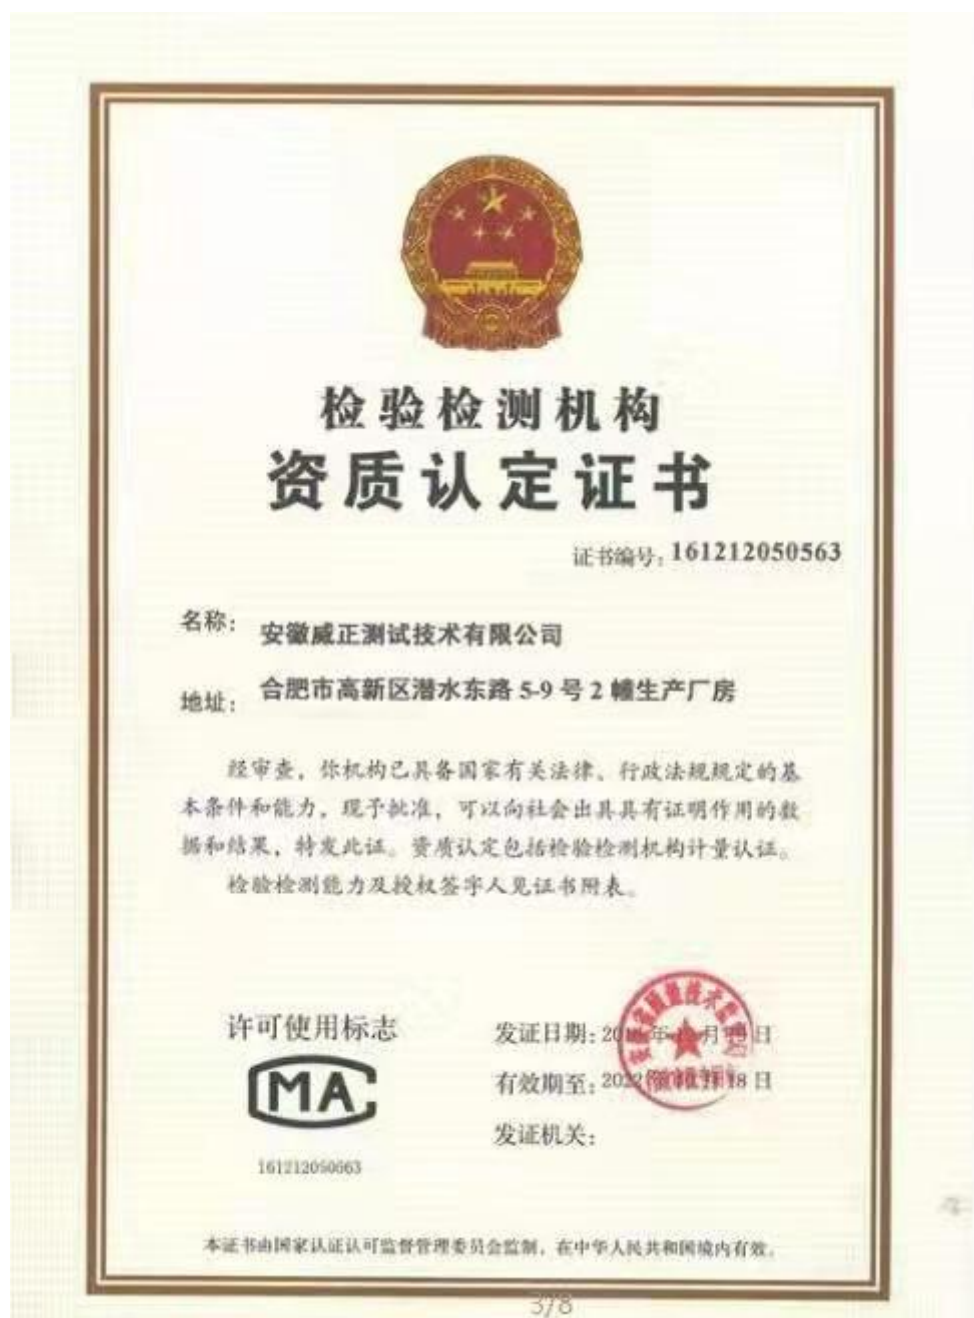 检验检测机构
资质认定证书
证书编号：161212050563
名称：安徽威正测试技术有限公司
地址：合肥市高新区潜水东路 5-9 号 2 幢生产厂房
经审查，你机构已具备国家有关法律、行政法规规定的基
本条件和能力，现予批准，可以向社会出具具有证明作用的数
据和结果，特发此证。资质认定包括检验检测机构计量认证。
检验检测能力及授权签字人见证书附表。
许可使用标志
MA
161212050563
发证日期：
有效期至：2022 18 日
发证机关：
本证书由国家认证认可监督管理委员会监制，在中华人民共和国境内有效。
3/8